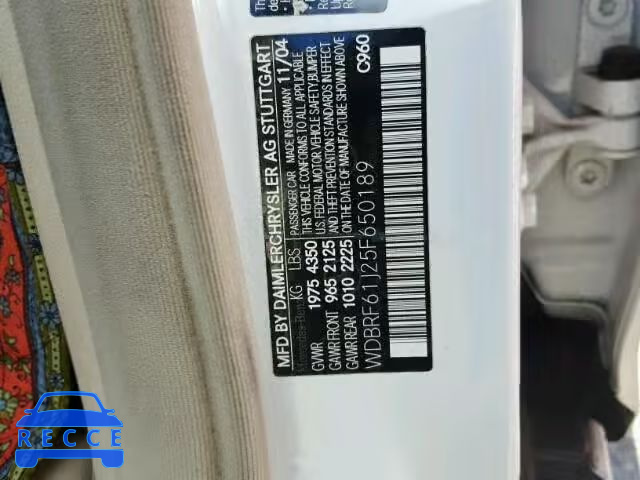 MFD BY DAIMLERCHRYSLER AG STUTTGART
PASSENGER CAR MADE IN GERMANY 11/04
KG LBS
GVWR 1975 4350
GAWR FRONT 965 2125
GAWR REAR 1010 2225
THIS VEHICLE CONFORMS TO ALL APPLICABLE
U.S. FEDERAL MOTOR VEHICLE SAFETY, BUMPER
AND THEFT PREVENTION STANDARDS IN EFFECT
ON THE DATE OF MANUFACTURE SHOWN ABOVE
WDBRF61J25F650189
C960
RECCE